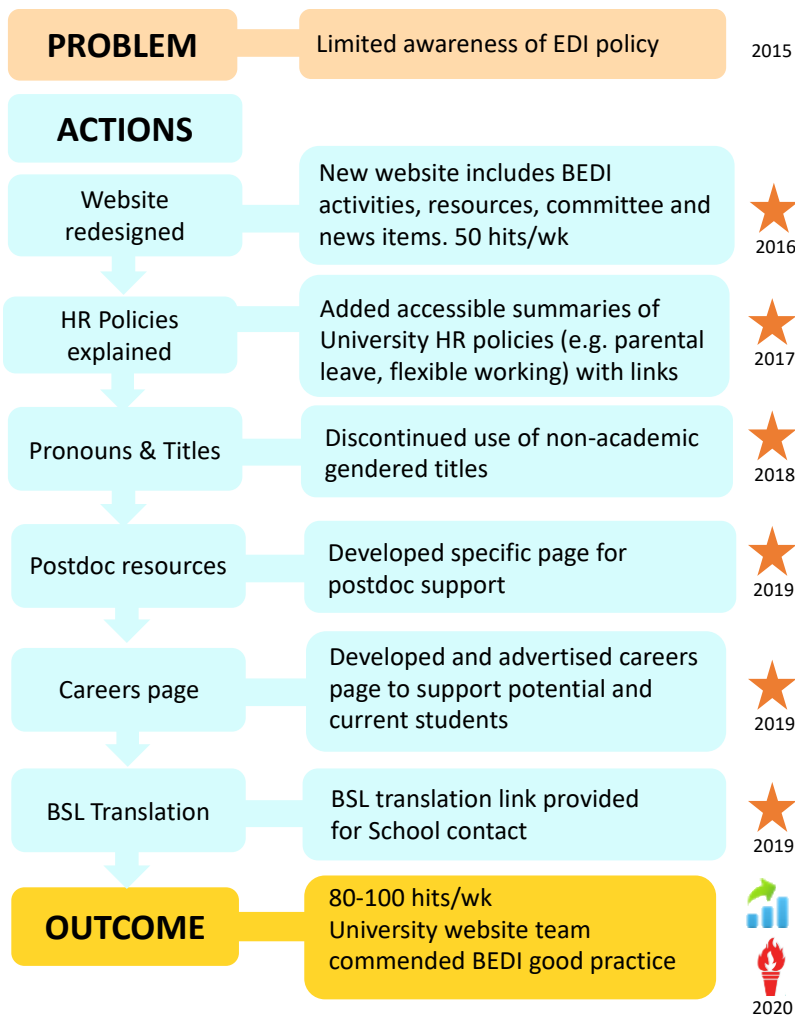 PROBLEM
Limited awareness of EDI policy
2015
ACTIONS
Website
redesigned
New website includes BEDI
activities, resources, committee and
news items. 50 hits/wk
2016
HR Policies
explained
Added accessible summaries of
University HR policies (e.g. parental
leave, flexible working) with links
2017
Pronouns & Titles
Discontinued use of non-academic
gendered titles
2018
Postdoc resources
Developed specific page for
postdoc support
2019
Careers page
Developed and advertised careers
page to support potential and
current students
2019
BSL Translation
BSL translation link provided
for School contact
2019
OUTCOME
80-100 hits/wk
University website team
commended BEDI good practice
2020